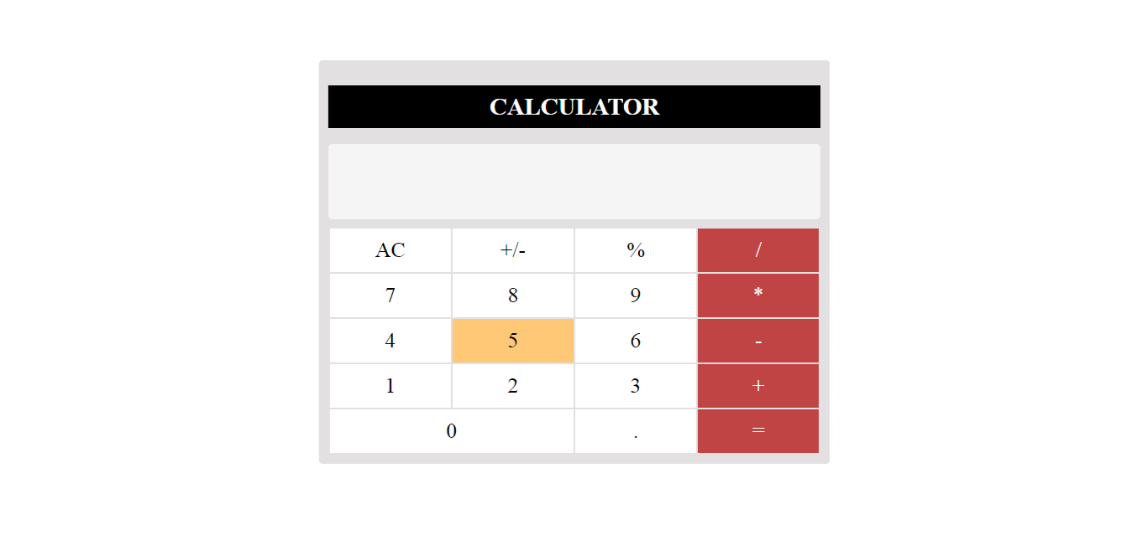 CALCULATOR
AC +/- % /
7 8 9 *
4 5 6 -
1 2 3 +
0 . =